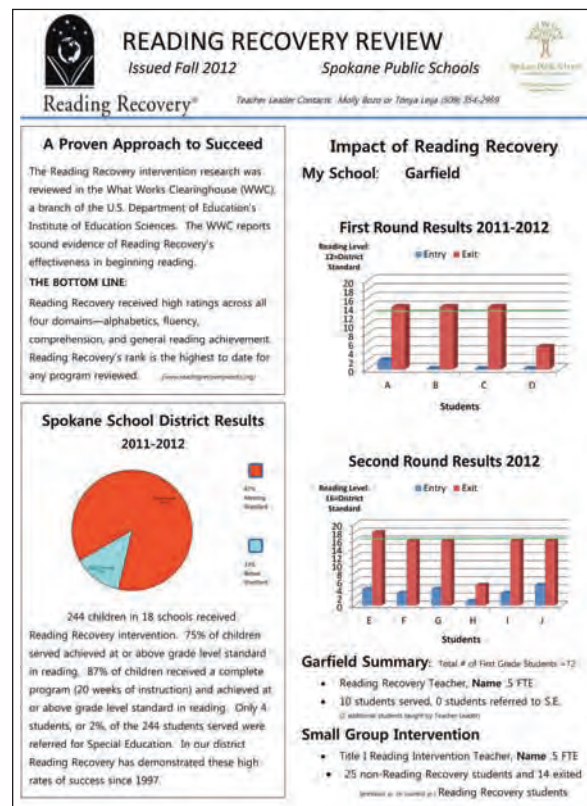 READING RECOVERY REVIEW
Issued Fall 2012 Spokane Public Schools
Reading Recovery®
Teacher Leader Contacts: Molly Bozo or Tonya Leija (509) 354-2959
A Proven Approach to Succeed
The Reading Recovery intervention research was
reviewed in the What Works Clearinghouse (WWC),
a branch of the U.S. Department of Education's
Institute of Education Sciences. The WWC reports
sound evidence of Reading Recovery's
effectiveness in beginning reading.
THE BOTTOM LINE:
Reading Recovery received high ratings across all
four domains—alphabetics, fluency,
comprehension, and general reading achievement.
Reading Recovery's rank is the highest to date for
any program reviewed.
Spokane School District Results
2011-2012
Meeting
Standard
Below
Standard
244 children in 18 schools received
Reading Recovery intervention. 75% of children
served achieved at or above grade level standard
in reading. 87% of children received a complete
program (20 weeks of instruction) and achieved at
or above grade level standard in reading. Only 4
students, or 2%, of the 244 students served were
referred for Special Education. In our district
Reading Recovery has demonstrated these high
rates of success since 1997.
Impact of Reading Recovery
My School: Garfield
First Round Results 2011-2012
Reading Level:
12=District
Standard
Entry Exit
20
18
16
14
12
10
8
6
4
2
0
A B C D
Students
Second Round Results 2012
Reading Level:
16=District
Standard
Entry Exit
20
18
16
14
12
10
8
6
4
2
0
E F G H I J
Students
Garfield Summary: Total # of First Grade Students =72
• Reading Recovery Teacher, Name .5 FTE
• 10 students served, 0 students referred to S.E.
(2 additional students taught by Teacher Leader)
Small Group Intervention
• Title I Reading Intervention Teacher, Name .5 FTE
• 25 non-Reading Recovery students and 14 exited
Reading Recovery students